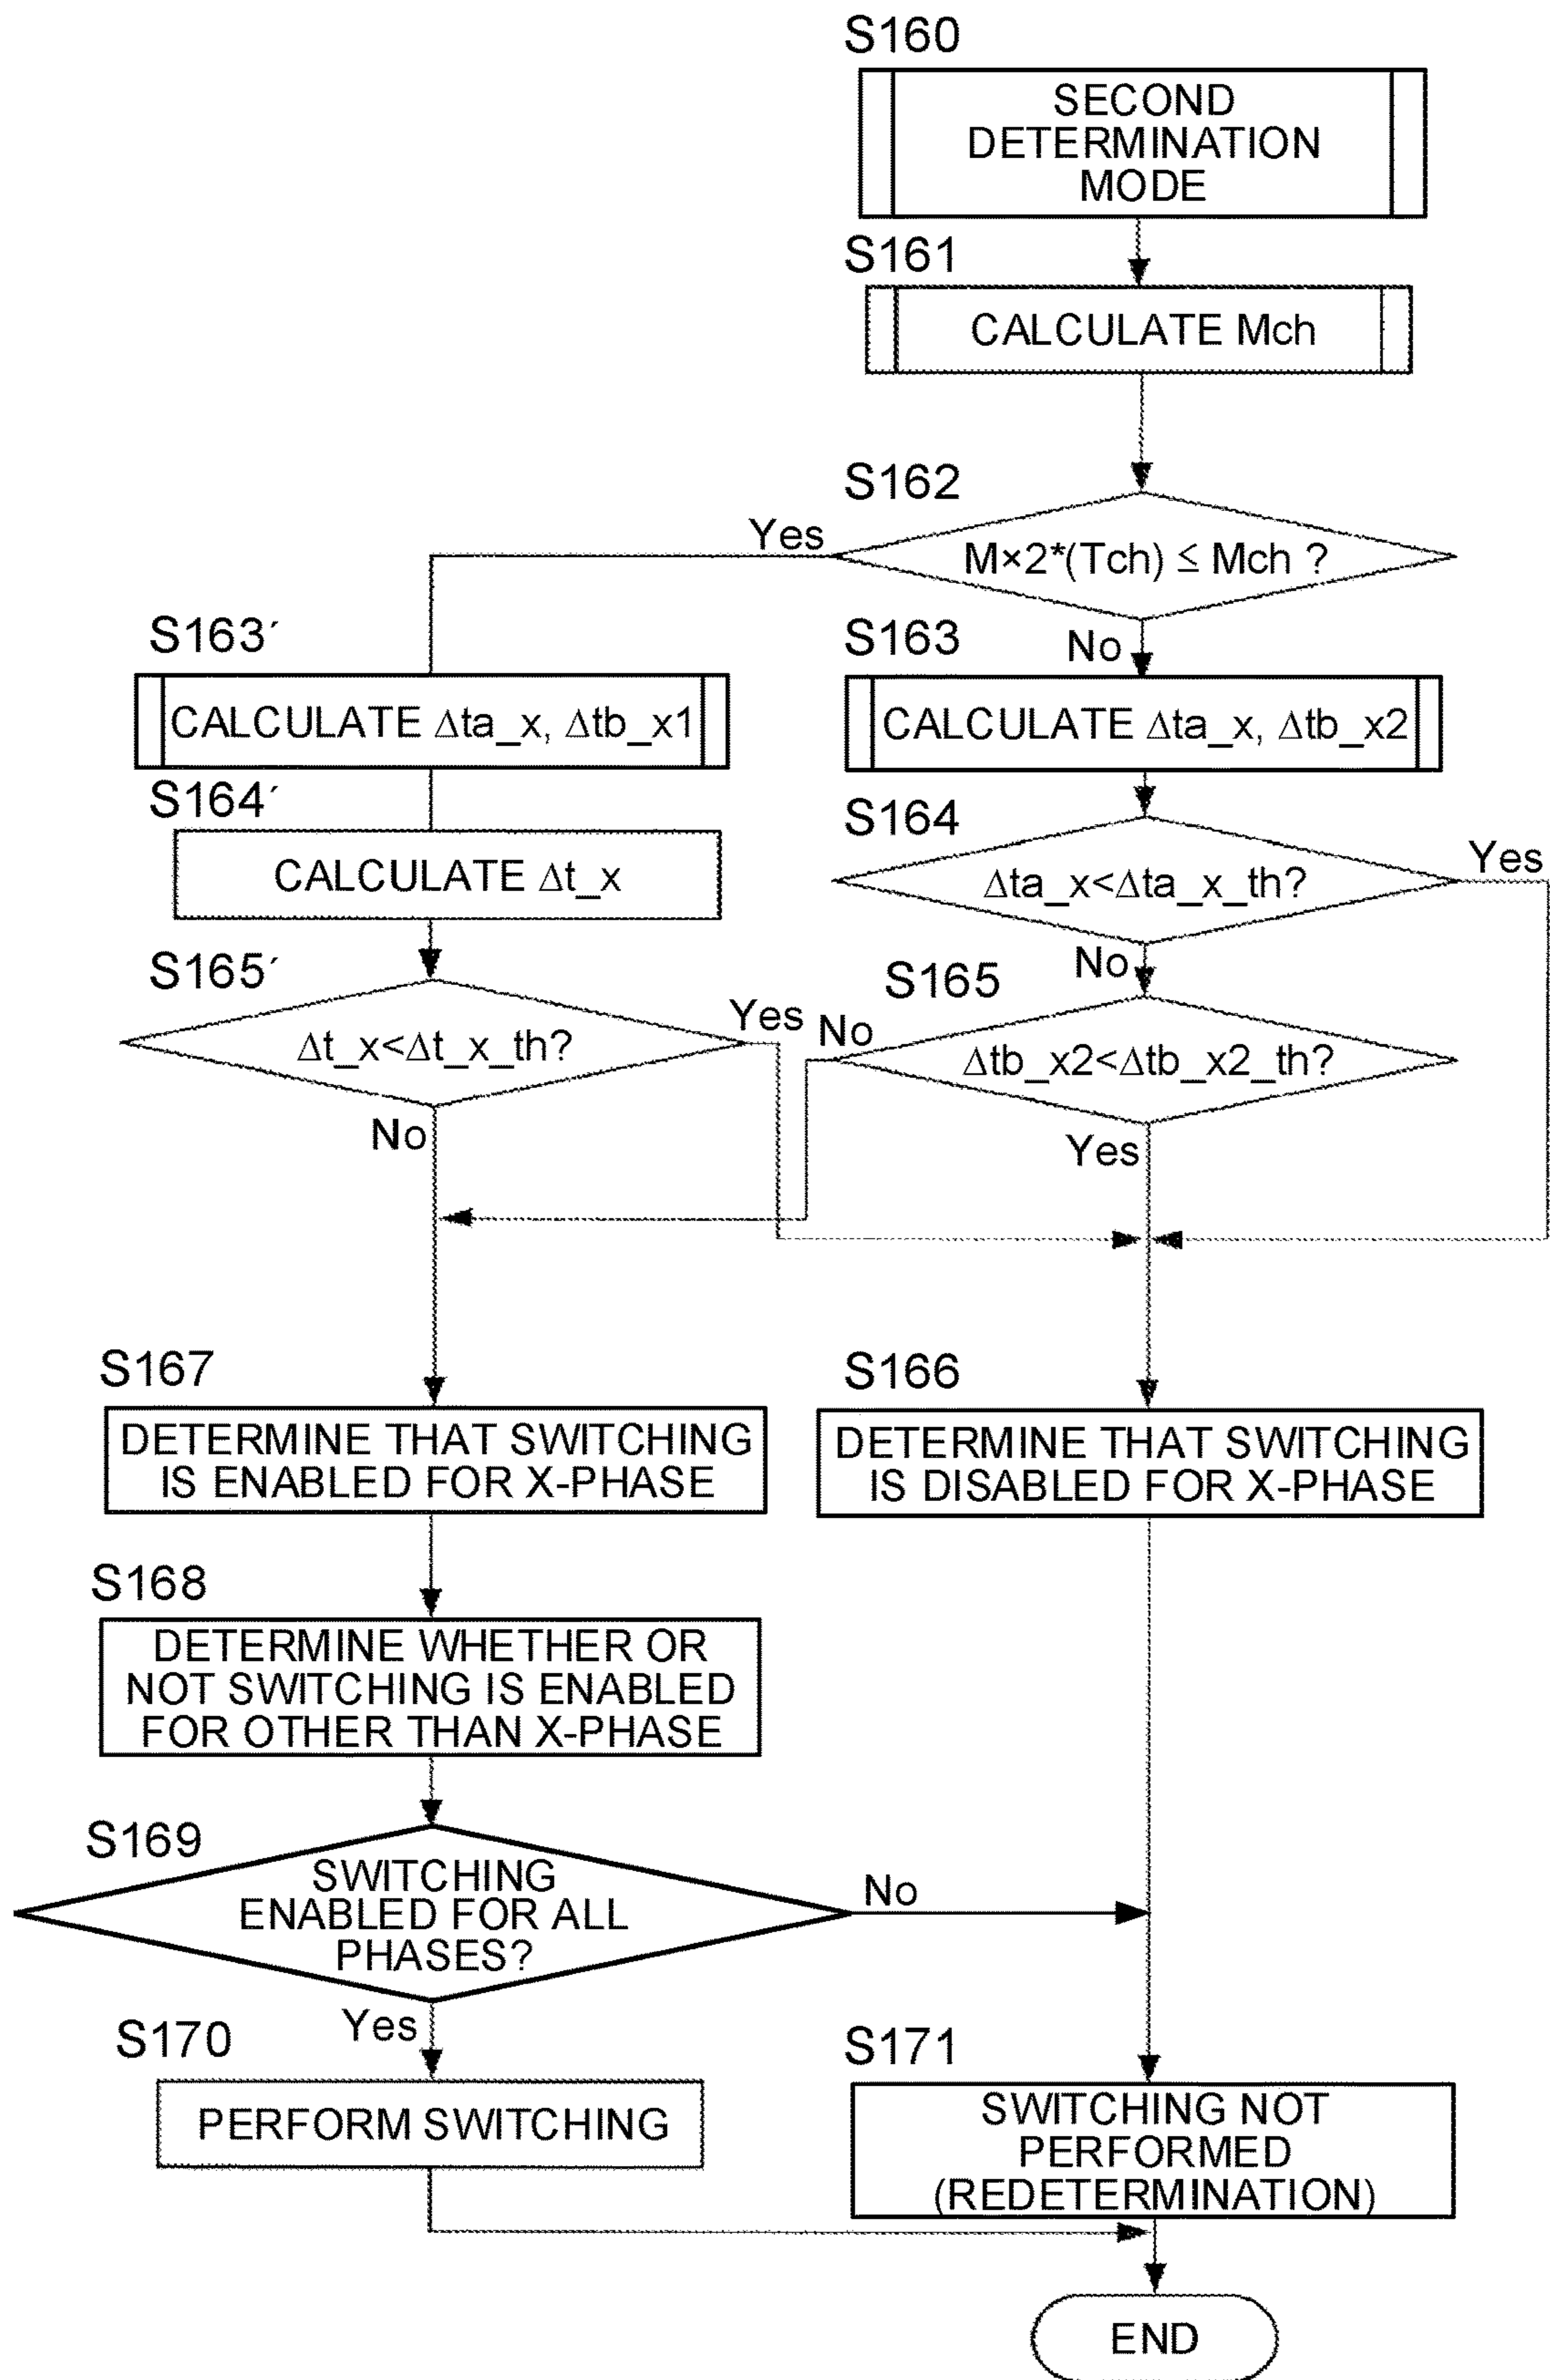 S160
SECOND
DETERMINATION
MODE
S161
CALCULATE Mch
S162
M×2*(Tch) ≤ Mch ?
Yes
No
S163´
CALCULATE Δta_x, Δtb_x1
S163
CALCULATE Δta_x, Δtb_x2
S164´
CALCULATE Δt_x
S164
Δta_x<Δta_x_th?
Yes
No
S165´
Δt_x<Δt_x_th?
Yes
No
S165
Δtb_x2<Δtb_x2_th?
No
Yes
S167
DETERMINE THAT SWITCHING
IS ENABLED FOR X-PHASE
S166
DETERMINE THAT SWITCHING
IS DISABLED FOR X-PHASE
S168
DETERMINE WHETHER OR
NOT SWITCHING IS ENABLED
FOR OTHER THAN X-PHASE
S169
SWITCHING
ENABLED FOR ALL
PHASES?
No
Yes
S170
PERFORM SWITCHING
S171
SWITCHING NOT
PERFORMED
(REDETERMINATION)
END